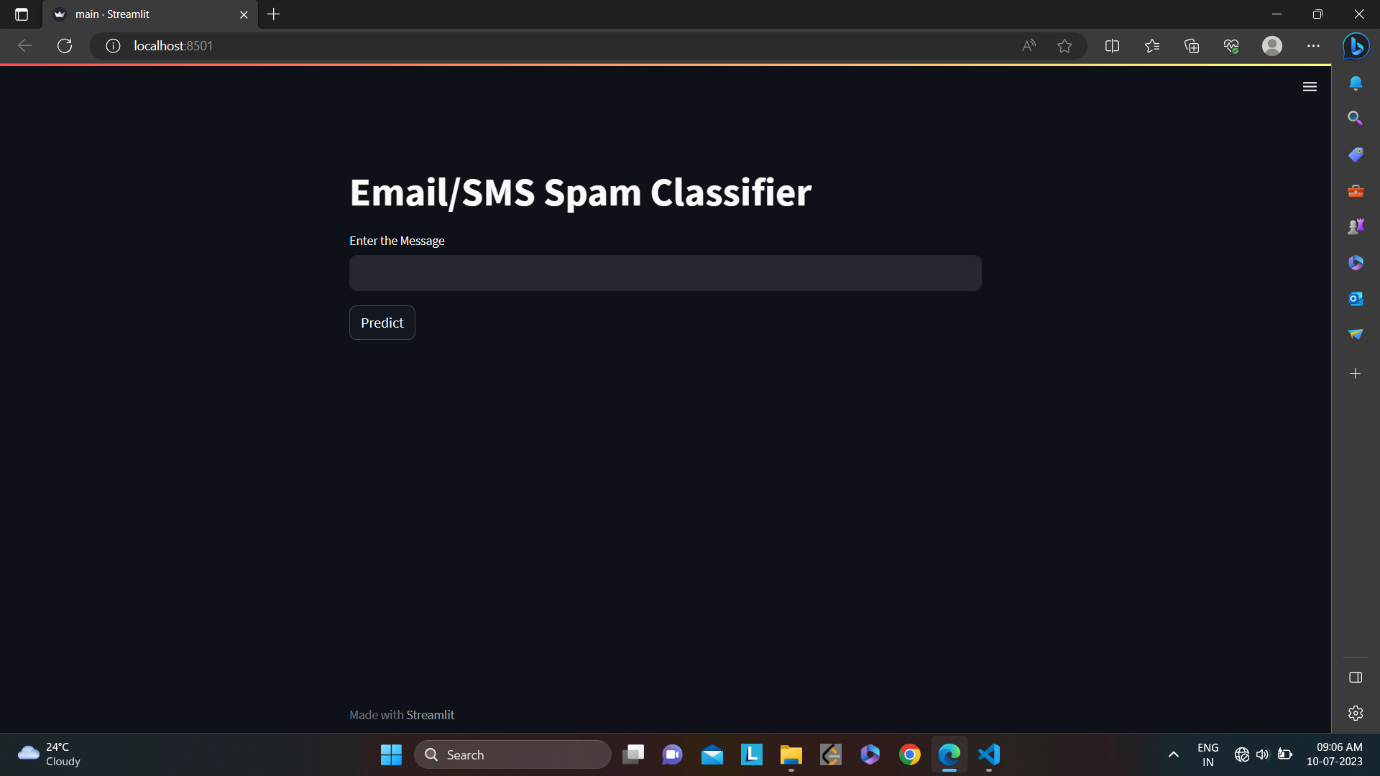 main · Streamlit
localhost:8501
Email/SMS Spam Classifier
Enter the Message
Predict
Made with Streamlit
24°C
Cloudy
Search
ENG
IN
09:06 AM
10-07-2023